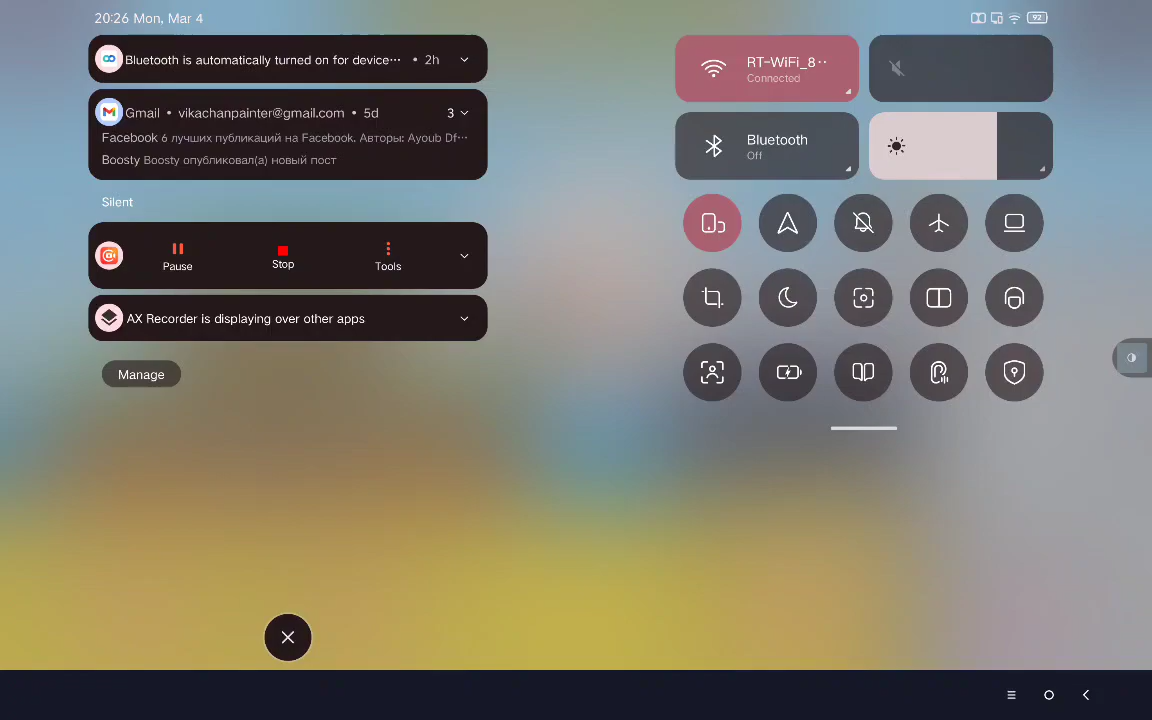 20:26 Mon, Mar 4
92
Bluetooth is automatically turned on for device··· • 2h
Gmail • vikachanpainter@gmail.com • 5d 3
Facebook 6 лучших публикаций на Facebook. Авторы: Ayoub Df···
Boosty Boosty опубликовал(а) новый пост
Silent
Pause Stop Tools
AX Recorder is displaying over other apps
Manage
RT-WiFi_8··
Connected
Bluetooth
Off